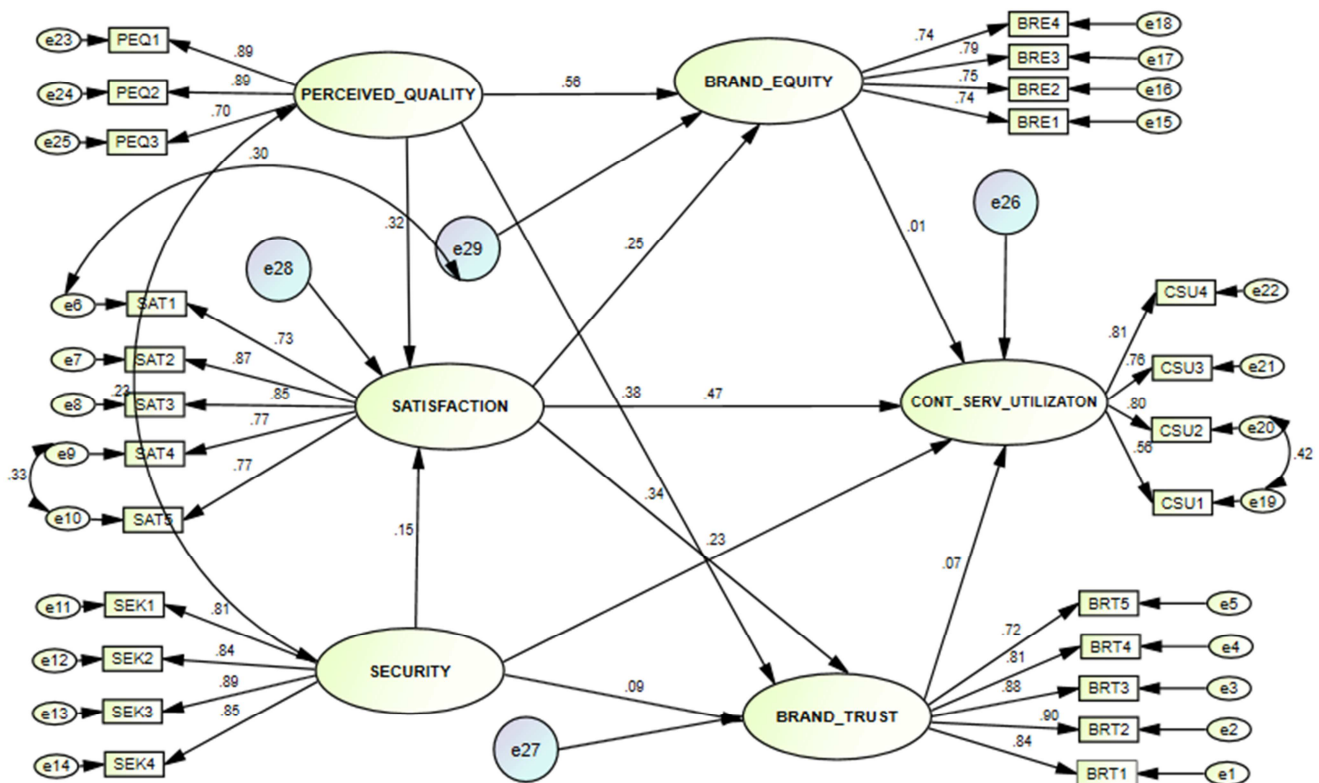 e23 PEQ1 .89
e24 PEQ2 .89
e25 PEQ3 .70
PERCEIVED_QUALITY
.56
BRAND_EQUITY
.74 BRE4 e18
.79 BRE3 e17
.75 BRE2 e16
.74 BRE1 e15
.30
.32
e29
e28
.25
.01
e26
e6 SAT1 .73
e7 SAT2 .87
.23
e8 SAT3 .85
e9 SAT4 .77
.33
e10 SAT5 .77
SATISFACTION
.38
.47
CONT_SERV_UTILIZATON
.81 CSU4 e22
.76 CSU3 e21
.80 CSU2 e20
.42
.56 CSU1 e19
.34
.15
.23
.07
e11 SEK1 .81
e12 SEK2 .84
e13 SEK3 .89
e14 SEK4 .85
SECURITY
.09
e27
BRAND_TRUST
.72 BRT5 e5
.81 BRT4 e4
.88 BRT3 e3
.90 BRT2 e2
.84 BRT1 e1